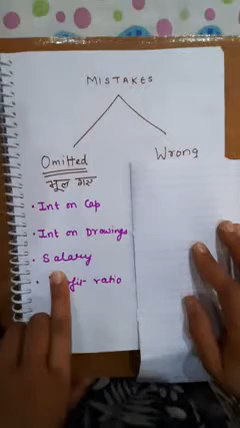 MISTAKES
Omitted
Wrong
भूल गए
• Int on Cap
• Int on Drawings
• Salary
ratio